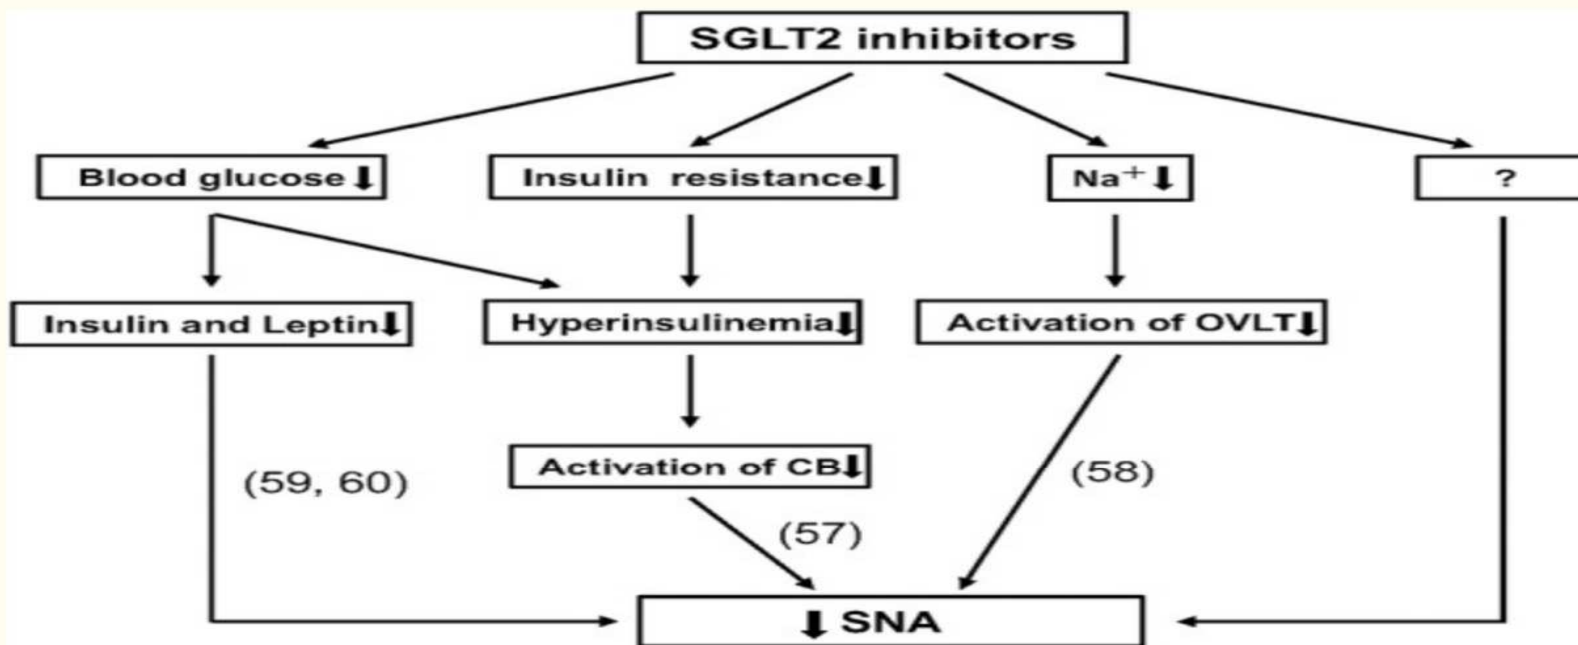 SGLT2 inhibitors
Blood glucose⬇
Insulin resistance⬇
Na⁺⬇
?
Insulin and Leptin⬇
Hyperinsulinemia⬇
Activation of OVLT⬇
Activation of CB⬇
(59, 60)
(58)
(57)
⬇ SNA